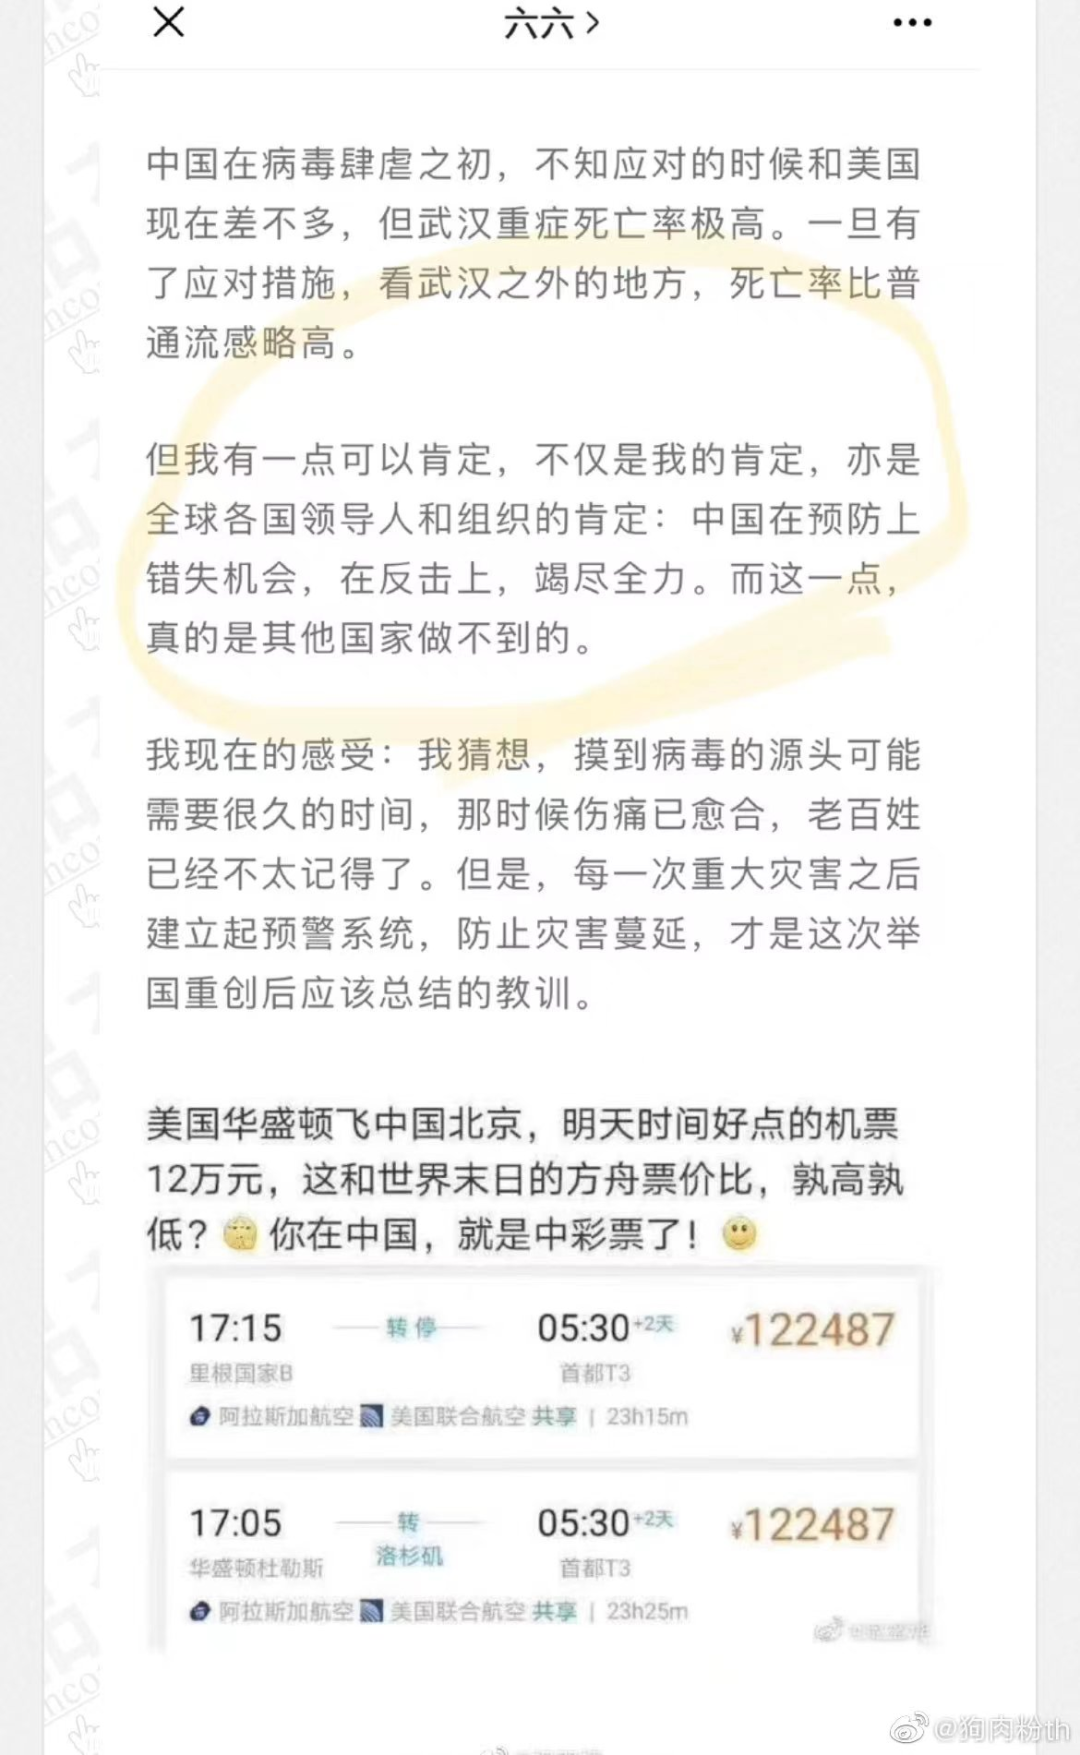 六六 >
中国在病毒肆虐之初，不知应对的时候和美国
现在差不多，但武汉重症死亡率极高。一旦有
了应对措施，看武汉之外的地方，死亡率比普
通流感略高。
但我有一点可以肯定，不仅是我的肯定，亦是
全球各国领导人和组织的肯定：中国在预防上
错失机会，在反击上，竭尽全力。而这一点，
真的是其他国家做不到的。
我现在的感受：我猜想，摸到病毒的源头可能
需要很久的时间，那时候伤痛已愈合，老百姓
已经不太记得了。但是，每一次重大灾害之后
建立起预警系统，防止灾害蔓延，才是这次举
国重创后应该总结的教训。
美国华盛顿飞中国北京，明天时间好点的机票
12万元，这和世界末日的方舟票价比，孰高孰
低？你在中国，就是中彩票了！
17:15 转 停 05:30+2天 ¥122487
里根国家B 首都T3
阿拉斯加航空 美国联合航空 共享 | 23h15m
17:05 转 05:30+2天 ¥122487
洛杉矶
华盛顿杜勒斯 首都T3
阿拉斯加航空 美国联合航空 共享 | 23h25m
@狗肉粉th